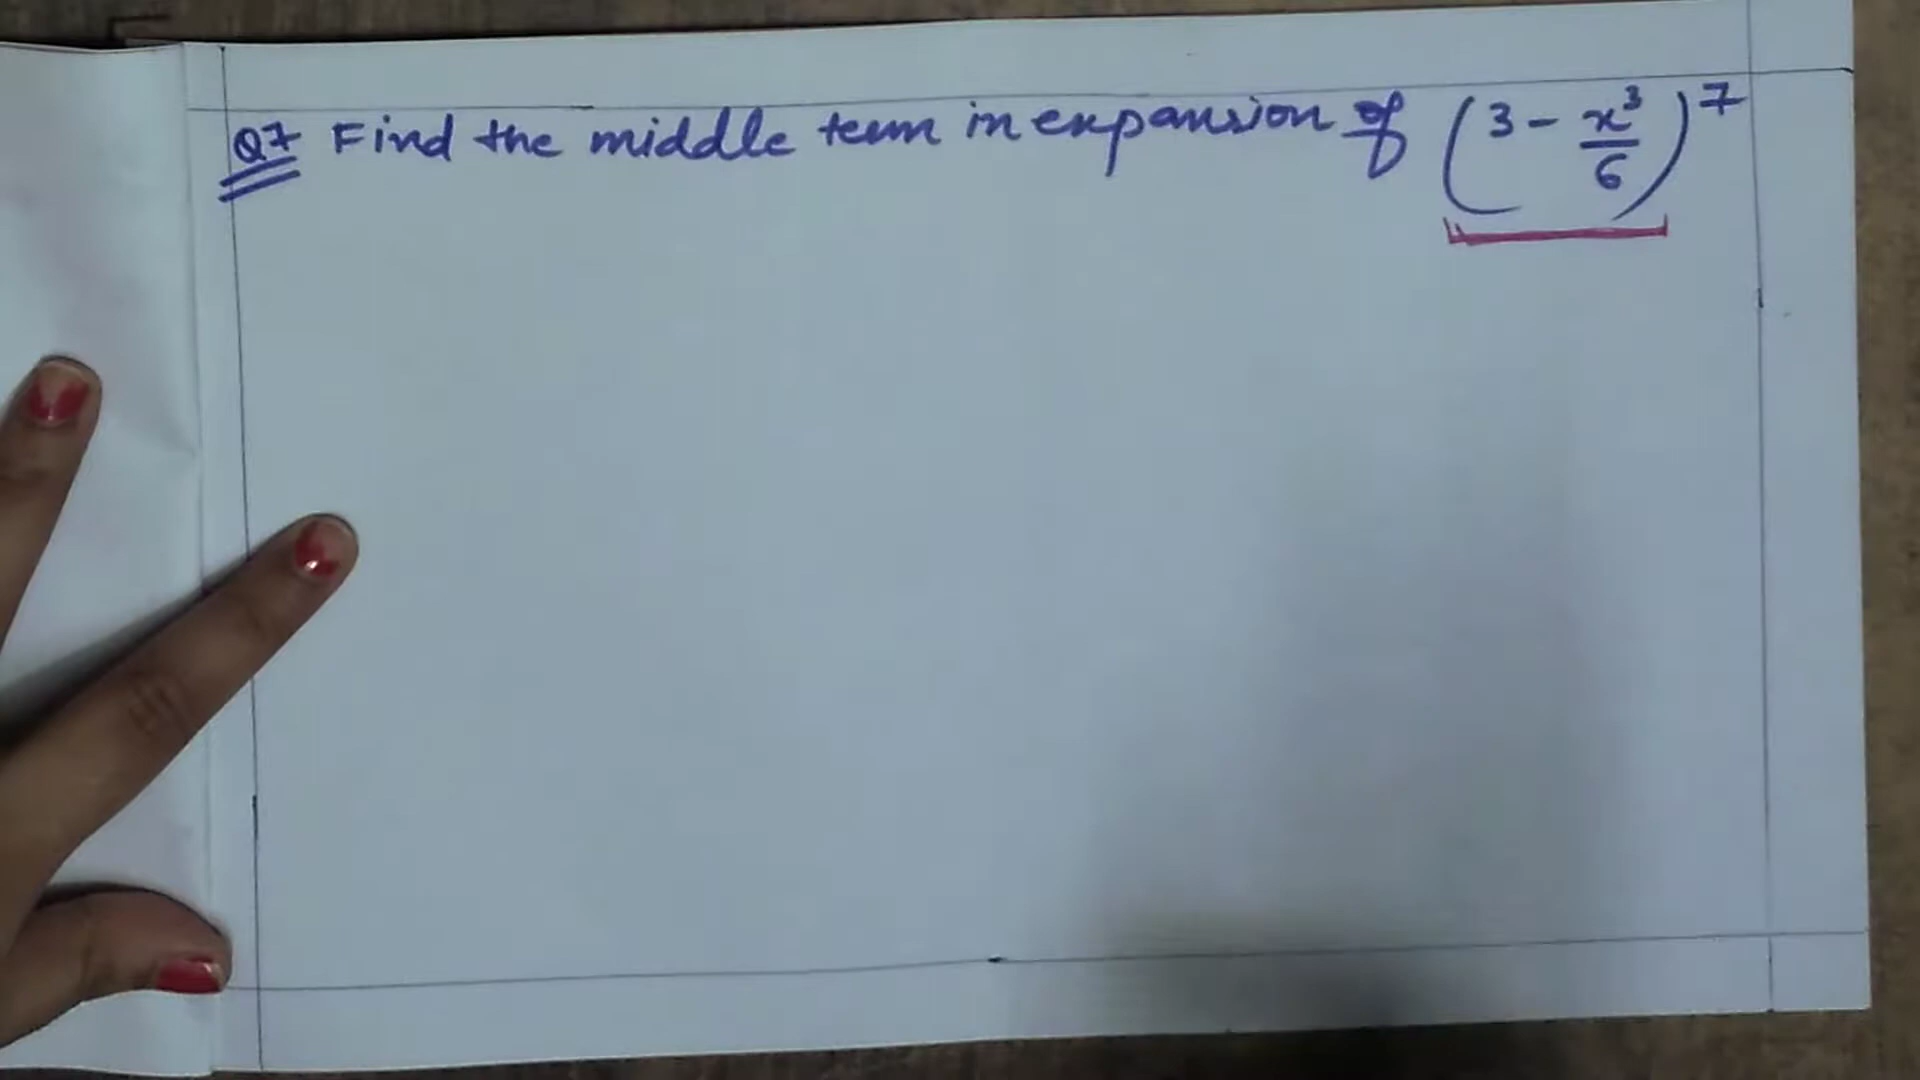 Q7 Find the middle term in expansion of (3 - x³/6)⁷